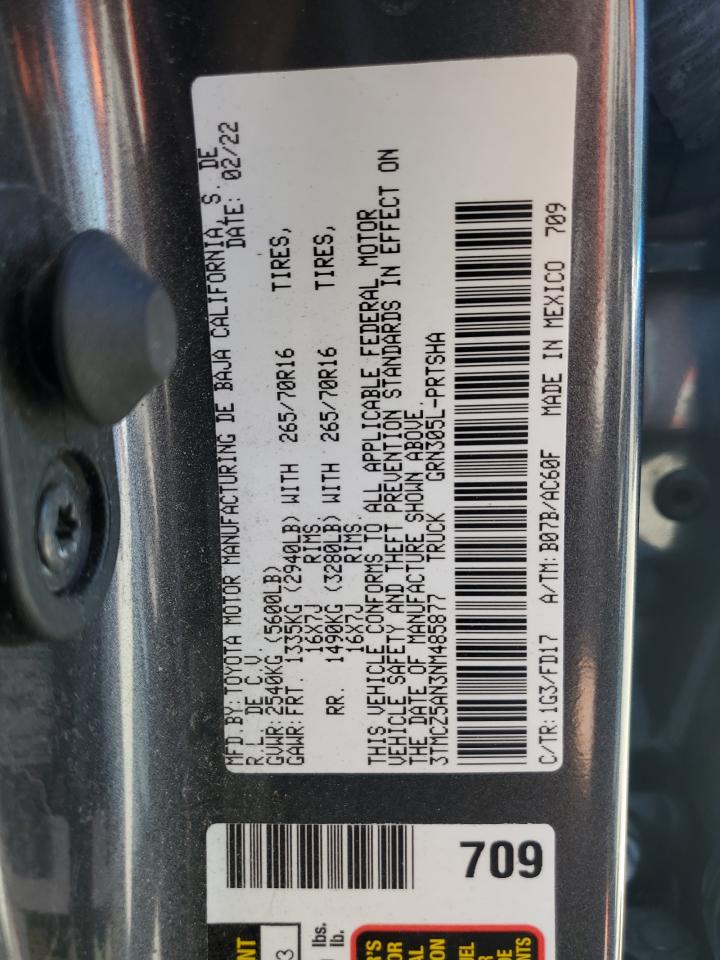 MFD.BY: TOYOTA MOTOR MANUFACTURING DE BAJA CALIFORNIA, S. DE
R.L. DE C.V. DATE: 02/22
GVWR: 2540KG (5600LB)
GAWR: FRT. 1335KG (2940LB) WITH 265/70R16 TIRES,
16X7J RIMS.
RR. 1490KG (3280LB) WITH 265/70R16 TIRES,
16X7J RIMS.
THIS VEHICLE CONFORMS TO ALL APPLICABLE FEDERAL MOTOR
VEHICLE SAFETY AND THEFT PREVENTION STANDARDS IN EFFECT ON
THE DATE OF MANUFACTURE SHOWN ABOVE.
3TMCZ5AN3NM485877 TRUCK GRN305L-PRTSHA
C/TR: 1G3/FD17 A/TM: B07B/AC60F MADE IN MEXICO 709
709
lbs.
lb.